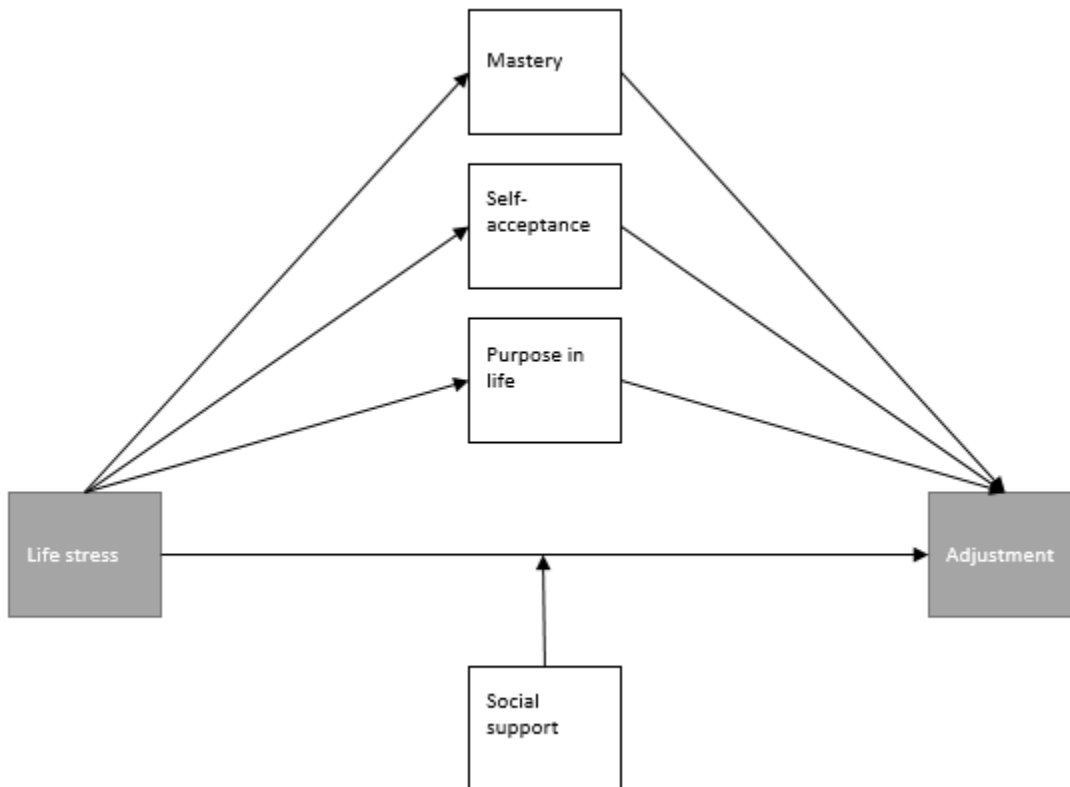 Mastery
Self-
acceptance
Purpose in
life
Life stress
Adjustment
Social
support